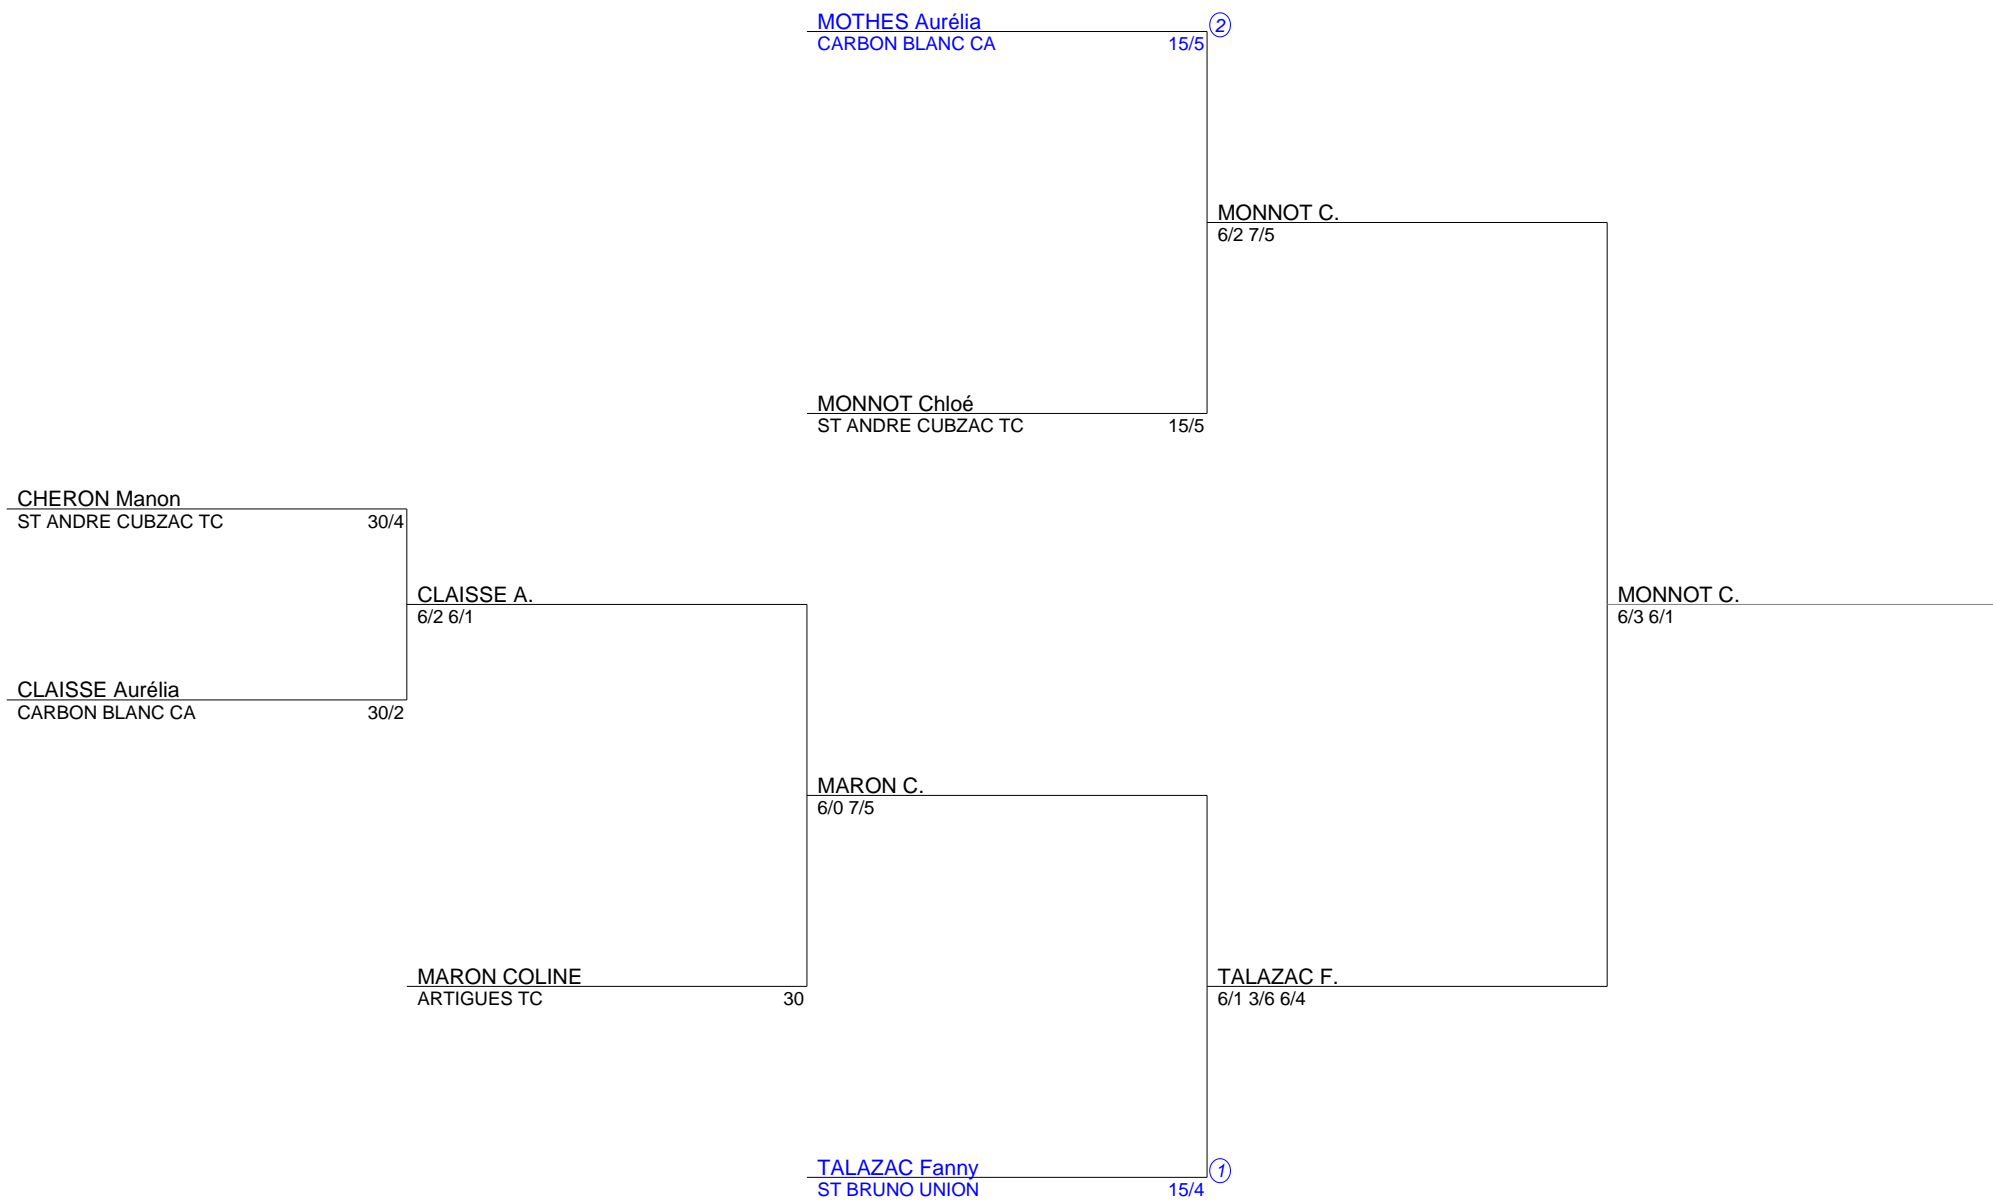 MOTHES Aurélia ②
CARBON BLANC CA 15/5
MONNOT C.
6/2 7/5
MONNOT Chloé
ST ANDRE CUBZAC TC 15/5
CHERON Manon
ST ANDRE CUBZAC TC 30/4
CLAISSE A.
6/2 6/1
MONNOT C.
6/3 6/1
CLAISSE Aurélia
CARBON BLANC CA 30/2
MARON C.
6/0 7/5
MARON COLINE
ARTIGUES TC 30
TALAZAC F.
6/1 3/6 6/4
TALAZAC Fanny ①
ST BRUNO UNION 15/4